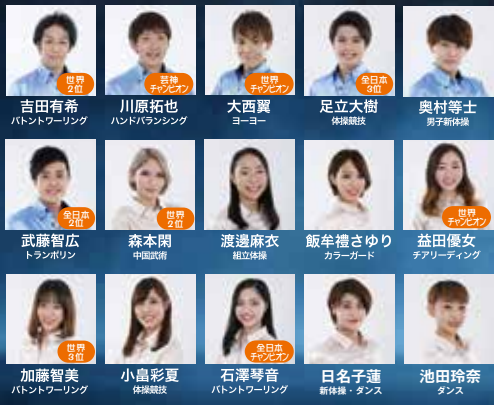 世界
2位
芸神
チャンピオン
世界
チャンピオン
全日本
3位
吉田有希
川原拓也
大西翼
足立大樹
奥村等士
バトントワーリング
ハンドバランシング
ヨーヨー
体操競技
男子新体操
全日本
2位
世界
2位
世界
チャンピオン
武藤智広
森本閑
渡邊麻衣
飯牟禮さゆり
益田優女
トランポリン
中国武術
組立体操
カラーガード
チアリーディング
世界
3位
全日本
チャンピオン
加藤智美
小畠彩夏
石澤琴音
日名子蓮
池田玲奈
バトントワーリング
体操競技
バトントワーリング
新体操・ダンス
ダンス